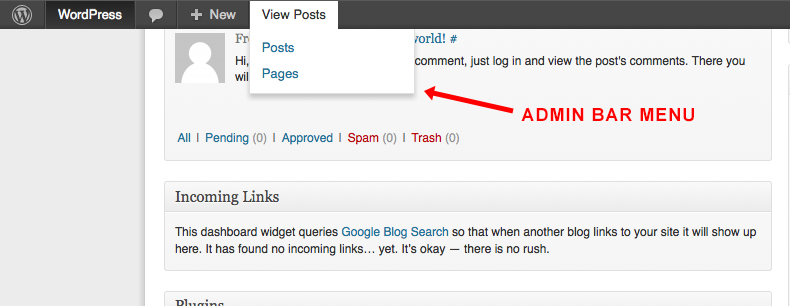 WordPress
+ New
View Posts
Posts
Pages
Fr
world! #
Hi,
comment, just log in and view the post's comments. There you
wil
ADMIN BAR MENU
All | Pending (0) | Approved | Spam (0) | Trash (0)
Incoming Links
This dashboard widget queries Google Blog Search so that when another blog links to your site it will show up
here. It has found no incoming links… yet. It's okay — there is no rush.
Plugins